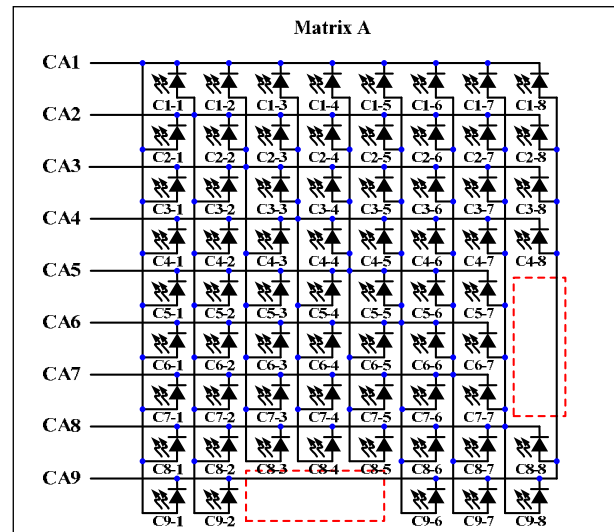 Matrix A
CA1
C1-1 C1-2 C1-3 C1-4 C1-5 C1-6 C1-7 C1-8
CA2
C2-1 C2-2 C2-3 C2-4 C2-5 C2-6 C2-7 C2-8
CA3
C3-1 C3-2 C3-3 C3-4 C3-5 C3-6 C3-7 C3-8
CA4
C4-1 C4-2 C4-3 C4-4 C4-5 C4-6 C4-7 C4-8
CA5
C5-1 C5-2 C5-3 C5-4 C5-5 C5-6 C5-7
CA6
C6-1 C6-2 C6-3 C6-4 C6-5 C6-6 C6-7
CA7
C7-1 C7-2 C7-3 C7-4 C7-5 C7-6 C7-7
CA8
C8-1 C8-2 C8-3 C8-4 C8-5 C8-6 C8-7 C8-8
CA9
C9-1 C9-2 C9-6 C9-7 C9-8